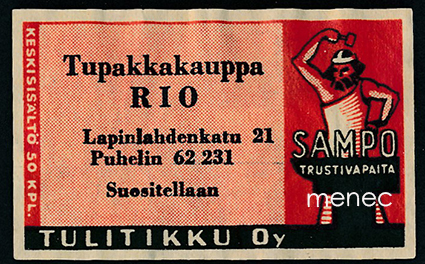 KESKISISÄLTÖ 50 KPL.
Tupakkakauppa
RIO
Lapinlahdenkatu 21
Puhelin 62 231
Suositellaan
SAMPO
TRUSTIVAPAITA
menec
TULITIKKU Oy